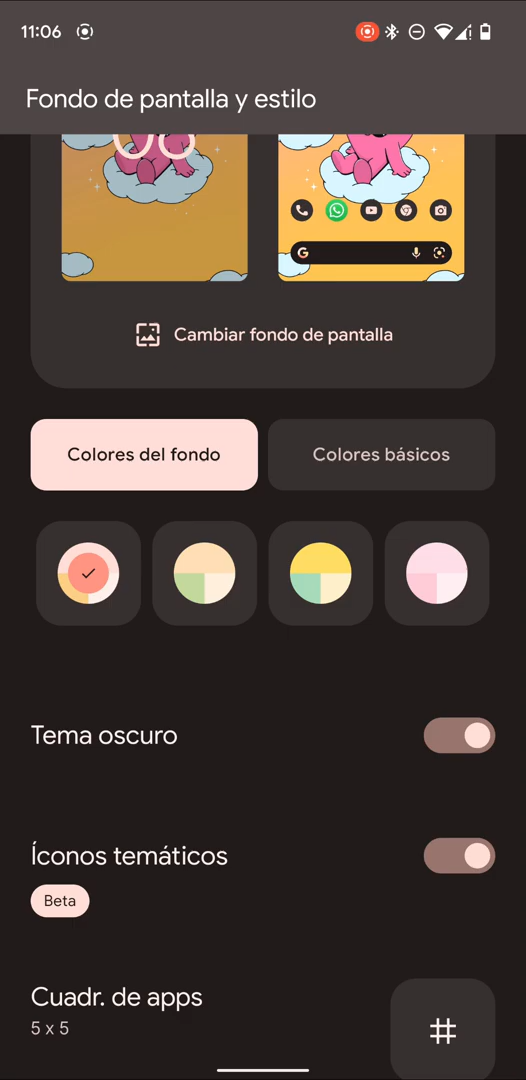 11:06
Fondo de pantalla y estilo
G
Cambiar fondo de pantalla
Colores del fondo
Colores básicos
Tema oscuro
Íconos temáticos
Beta
Cuadr. de apps
5 x 5